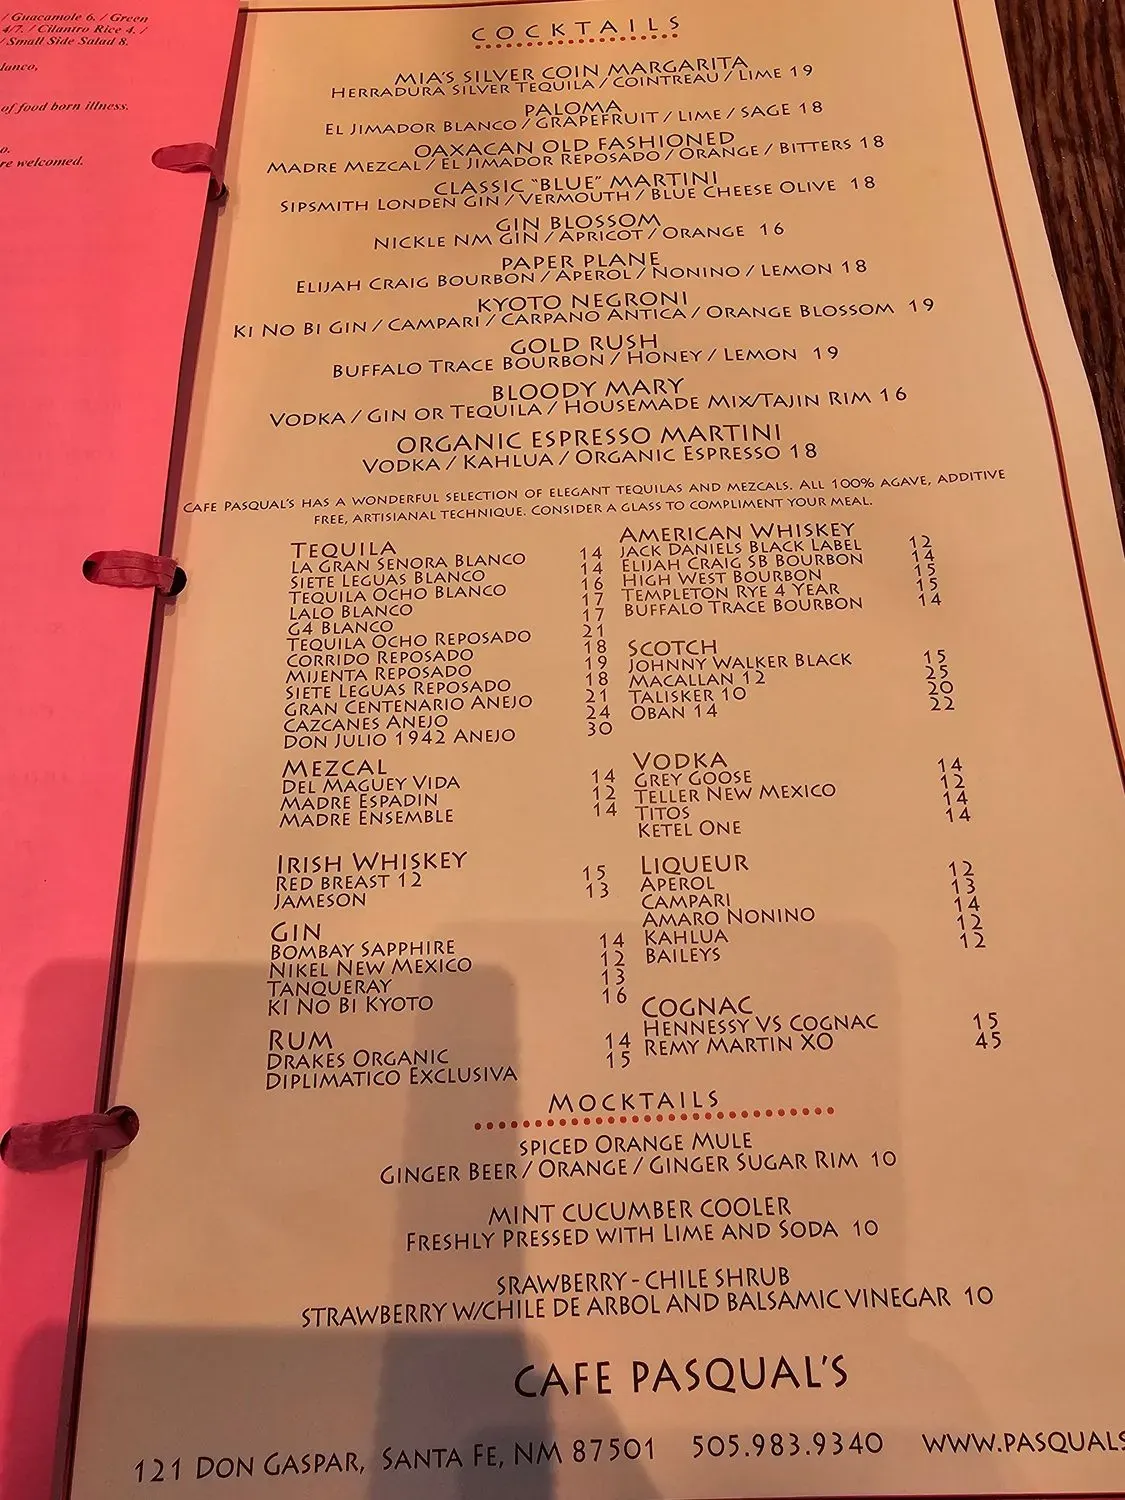 / Guacamole 6. / Green
4/7. / Cilantro Rice 4. /
/ Small Side Salad 8.
lanco,
of food born illness.
o.
re welcomed.
COCKTAILS
MIA'S SILVER COIN MARGARITA
HERRADURA SILVER TEQUILA / COINTREAU / LIME 19
PALOMA
EL JIMADOR BLANCO / GRAPEFRUIT / LIME / SAGE 18
OAXACAN OLD FASHIONED
MADRE MEZCAL / EL JIMADOR REPOSADO / ORANGE / BITTERS 18
CLASSIC "BLUE" MARTINI
SIPSMITH LONDEN GIN / VERMOUTH / BLUE CHEESE OLIVE 18
GIN BLOSSOM
NICKLE NM GIN / APRICOT / ORANGE 16
PAPER PLANE
ELIJAH CRAIG BOURBON / APEROL / NONINO / LEMON 18
KYOTO NEGRONI
KI NO BI GIN / CAMPARI / CARPANO ANTICA / ORANGE BLOSSOM 19
GOLD RUSH
BUFFALO TRACE BOURBON / HONEY / LEMON 19
BLOODY MARY
VODKA / GIN OR TEQUILA / HOUSEMADE MIX/TAJIN RIM 16
ORGANIC ESPRESSO MARTINI
VODKA / KAHLUA / ORGANIC ESPRESSO 18
CAFE PASQUAL'S HAS A WONDERFUL SELECTION OF ELEGANT TEQUILAS AND MEZCALS. ALL 100% AGAVE, ADDITIVE
FREE, ARTISIANAL TECHNIQUE. CONSIDER A GLASS TO COMPLIMENT YOUR MEAL.
TEQUILA
LA GRAN SENORA BLANCO 14
SIETE LEGUAS BLANCO 14
TEQUILA OCHO BLANCO 16
LALO BLANCO 17
G4 BLANCO 17
TEQUILA OCHO REPOSADO 21
CORRIDO REPOSADO 18
MIJENTA REPOSADO 19
SIETE LEGUAS REPOSADO 18
GRAN CENTENARIO ANEJO 21
CAZCANES ANEJO 24
DON JULIO 1942 ANEJO 30
MEZCAL
DEL MAGUEY VIDA 14
MADRE ESPADIN 12
MADRE ENSEMBLE 14
IRISH WHISKEY
RED BREAST 12 15
JAMESON 13
GIN
BOMBAY SAPPHIRE 14
NIKEL NEW MEXICO 12
TANQUERAY 13
KI NO BI KYOTO 16
RUM
DRAKES ORGANIC 14
DIPLIMATICO EXCLUSIVA 15
AMERICAN WHISKEY
JACK DANIELS BLACK LABEL 12
ELIJAH CRAIG SB BOURBON 14
HIGH WEST BOURBON 15
TEMPLETON RYE 4 YEAR 15
BUFFALO TRACE BOURBON 14
SCOTCH
JOHNNY WALKER BLACK 15
MACALLAN 12 25
TALISKER 10 20
OBAN 14 22
VODKA
GREY GOOSE 14
TELLER NEW MEXICO 12
TITOS 14
KETEL ONE 14
LIQUEUR
APEROL 12
CAMPARI 13
AMARO NONINO 14
KAHLUA 12
BAILEYS 12
COGNAC
HENNESSY VS COGNAC 15
REMY MARTIN XO 45
MOCKTAILS
SPICED ORANGE MULE
GINGER BEER / ORANGE / GINGER SUGAR RIM 10
MINT CUCUMBER COOLER
FRESHLY PRESSED WITH LIME AND SODA 10
SRAWBERRY - CHILE SHRUB
STRAWBERRY W/CHILE DE ARBOL AND BALSAMIC VINEGAR 10
CAFE PASQUAL'S
121 DON GASPAR, SANTA FE, NM 87501 505.983.9340 WWW.PASQUALS